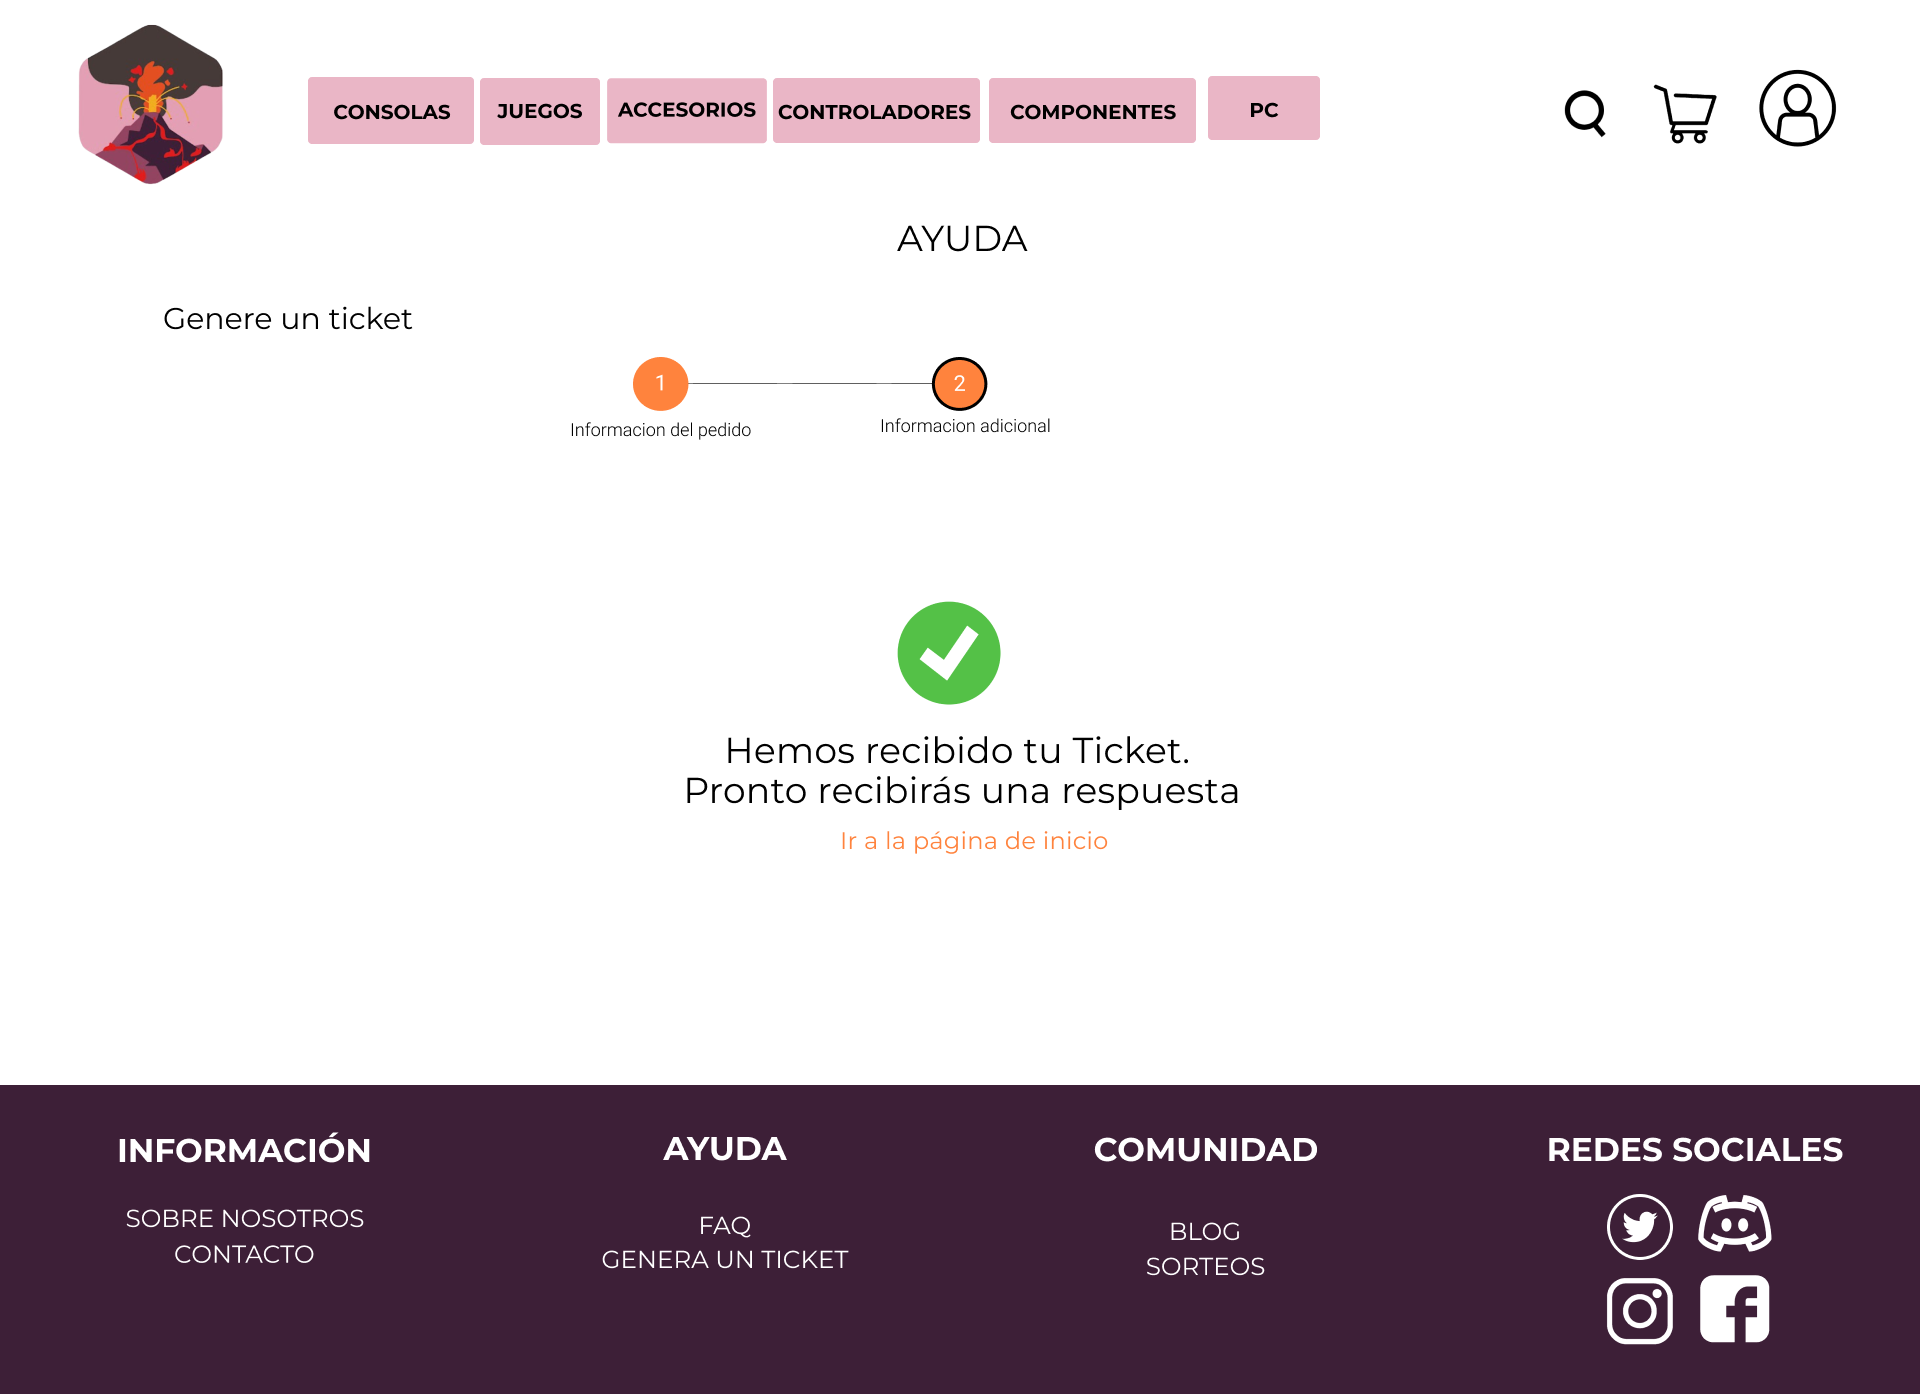 CONSOLAS
JUEGOS
ACCESORIOS
CONTROLADORES
COMPONENTES
PC
AYUDA
Genere un ticket
1
2
Informacion del pedido
Informacion adicional
Hemos recibido tu Ticket.
Pronto recibirás una respuesta
Ir a la página de inicio
INFORMACIÓN
SOBRE NOSOTROS
CONTACTO
AYUDA
FAQ
GENERA UN TICKET
COMUNIDAD
BLOG
SORTEOS
REDES SOCIALES